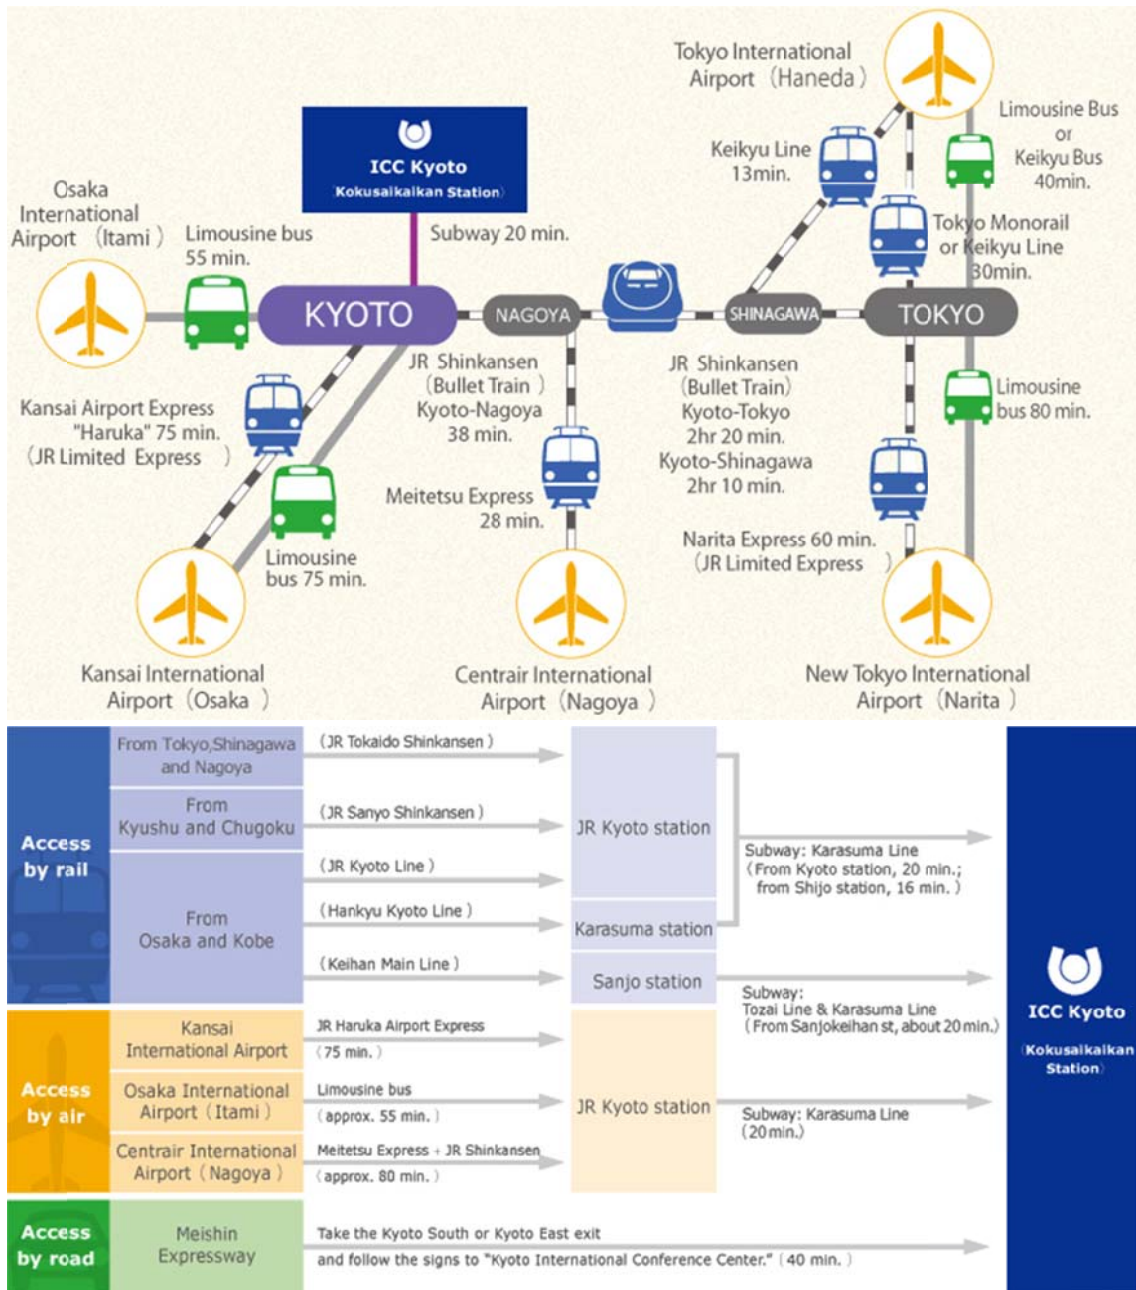 Tokyo International
Airport (Haneda)
Limousine Bus
or
Keikyu Bus
40min.
Keikyu Line
13min.
ICC Kyoto
(Kokusaikaikan Station)
Osaka
International
Airport (Itami )
Limousine bus
55 min.
Subway 20 min.
Tokyo Monorail
or Keikyu Line
30min.
KYOTO
NAGOYA
SHINAGAWA
TOKYO
JR Shinkansen
(Bullet Train )
Kyoto-Nagoya
38 min.
JR Shinkansen
(Bullet Train)
Kyoto-Tokyo
2hr 20 min.
Kyoto-Shinagawa
2hr 10 min.
Limousine
bus 80 min.
Kansai Airport Express
"Haruka" 75 min.
(JR Limited Express )
Meitetsu Express
28 min.
Limousine
bus 75 min.
Narita Express 60 min.
(JR Limited Express )
Kansai International
Airport (Osaka )
Centrair International
Airport (Nagoya )
New Tokyo International
Airport (Narita )
Access
by rail
From Tokyo,Shinagawa
and Nagoya
(JR Tokaido Shinkansen )
From
Kyushu and Chugoku
(JR Sanyo Shinkansen )
JR Kyoto station
From
Osaka and Kobe
(JR Kyoto Line )
(Hankyu Kyoto Line )
Karasuma station
(Keihan Main Line )
Sanjo station
Subway: Karasuma Line
(From Kyoto station, 20 min.;
from Shijo station, 16 min. )
Subway:
Tozai Line & Karasuma Line
(From Sanjokeihan st, about 20min.)
Access
by air
Kansai
International Airport
JR Haruka Airport Express
(75 min. )
Osaka International
Airport (Itami )
Limousine bus
(approx. 55 min. )
Centrair International
Airport (Nagoya )
Meitetsu Express + JR Shinkansen
(approx. 80 min. )
JR Kyoto station
Subway: Karasuma Line
(20min.)
Access
by road
Meishin
Expressway
Take the Kyoto South or Kyoto East exit
and follow the signs to "Kyoto International Conference Center." (40 min. )
ICC Kyoto
(Kokusaikaikan
Station)